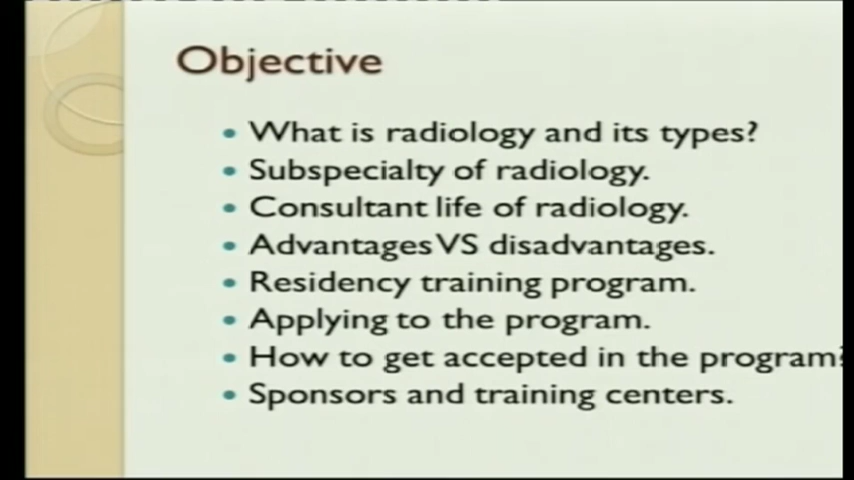 Objective
What is radiology and its types?
Subspecialty of radiology.
Consultant life of radiology.
Advantages VS disadvantages.
Residency training program.
Applying to the program.
How to get accepted in the program?
Sponsors and training centers.